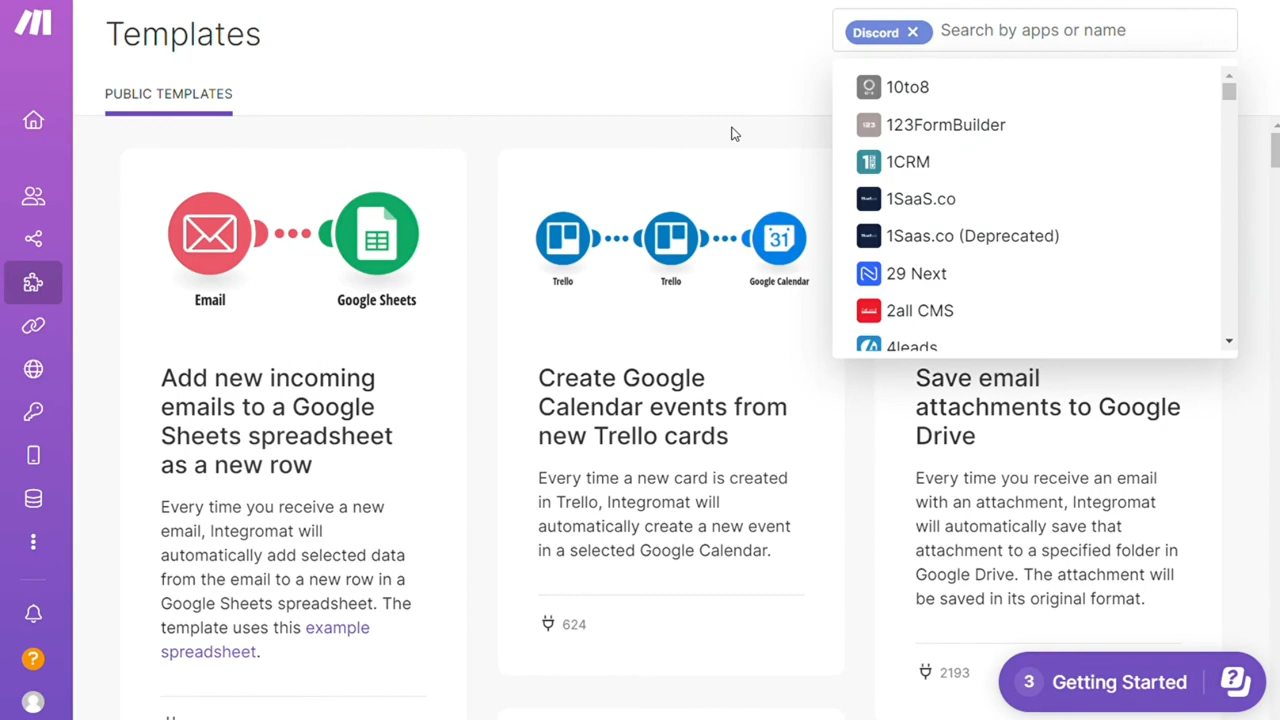 Templates
Discord ✕ Search by apps or name
PUBLIC TEMPLATES
10to8
123FormBuilder
1CRM
1SaaS.co
1Saas.co (Deprecated)
29 Next
2all CMS
4leads
Email
Google Sheets
Add new incoming
emails to a Google
Sheets spreadsheet
as a new row
Every time you receive a new
email, Integromat will
automatically add selected data
from the email to a new row in a
Google Sheets spreadsheet. The
template uses this example
spreadsheet.
31
Trello
Trello
Google Calendar
Create Google
Calendar events from
new Trello cards
Every time a new card is created
in Trello, Integromat will
automatically create a new event
in a selected Google Calendar.
624
Save email
attachments to Google
Drive
Every time you receive an email
with an attachment, Integromat
will automatically save that
attachment to a specified folder in
Google Drive. The attachment will
be saved in its original format.
2193
3 Getting Started ?
?